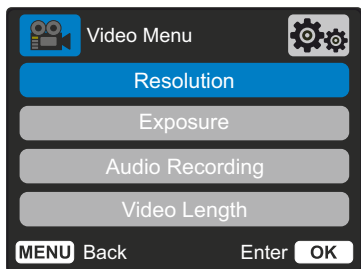 Video Menu
Resolution
Exposure
Audio Recording
Video Length
MENU Back Enter OK